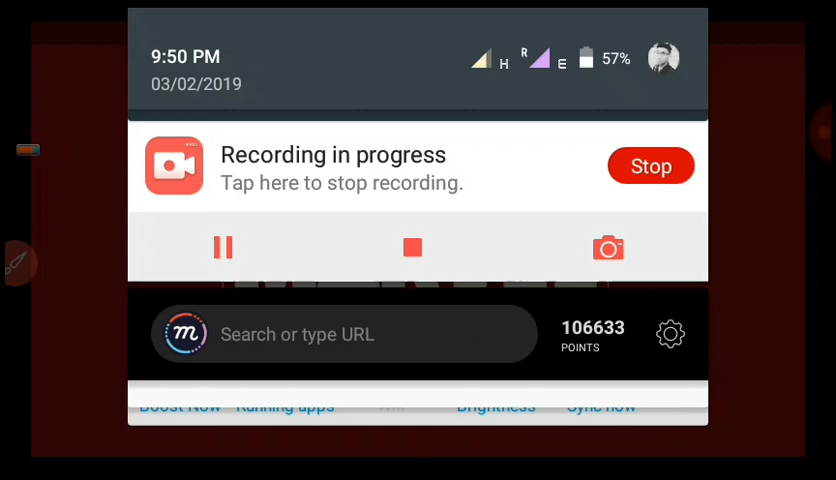 9:50 PM
H R E 57%
03/02/2019
Recording in progress
Tap here to stop recording.
Stop
m
Search or type URL
106633
POINTS
Boost Now Running apps Brightness Sync now